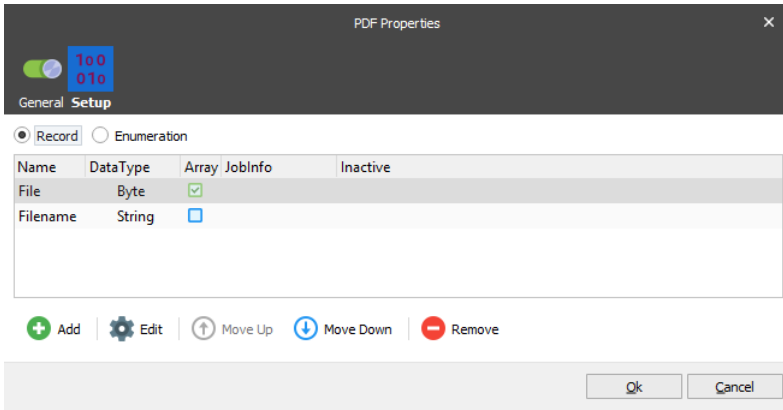 PDF Properties
100
010
General Setup
Record Enumeration
Name DataType Array JobInfo Inactive
File Byte
Filename String
Add Edit Move Up Move Down Remove
Ok Cancel